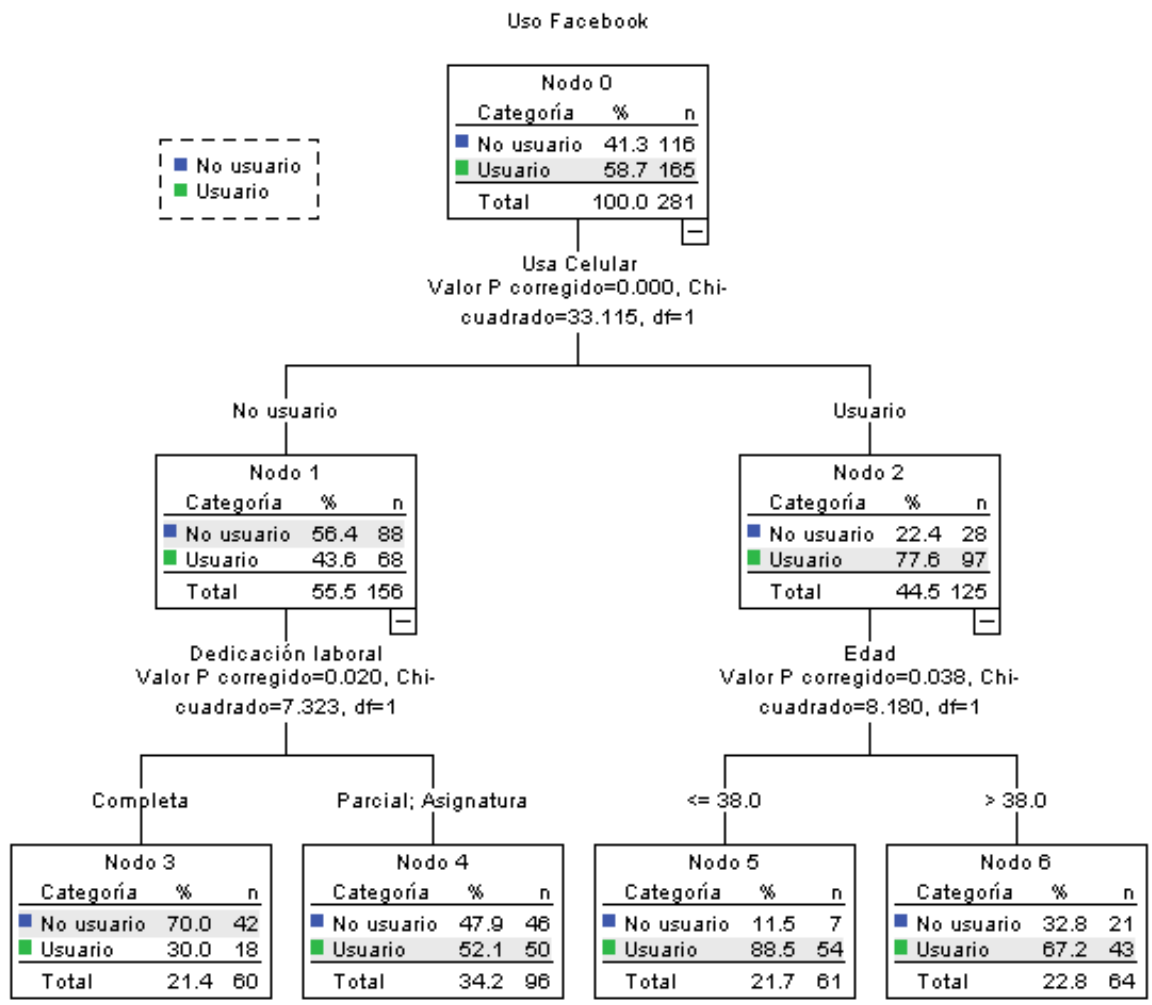 Uso Facebook
Nodo 0
Categoría % n
No usuario 41.3 116
Usuario 58.7 165
Total 100.0 281
No usuario
Usuario
Usa Celular
Valor P corregido=0.000, Chi-
cuadrado=33.115, df=1
No usuario
Usuario
Nodo 1
Categoría % n
No usuario 56.4 88
Usuario 43.6 68
Total 55.5 156
Nodo 2
Categoría % n
No usuario 22.4 28
Usuario 77.6 97
Total 44.5 125
Dedicación laboral
Valor P corregido=0.020, Chi-
cuadrado=7.323, df=1
Edad
Valor P corregido=0.038, Chi-
cuadrado=8.180, df=1
Completa
Parcial; Asignatura
<= 38.0
> 38.0
Nodo 3
Categoría % n
No usuario 70.0 42
Usuario 30.0 18
Total 21.4 60
Nodo 4
Categoría % n
No usuario 47.9 46
Usuario 52.1 50
Total 34.2 96
Nodo 5
Categoría % n
No usuario 11.5 7
Usuario 88.5 54
Total 21.7 61
Nodo 6
Categoría % n
No usuario 32.8 21
Usuario 67.2 43
Total 22.8 64